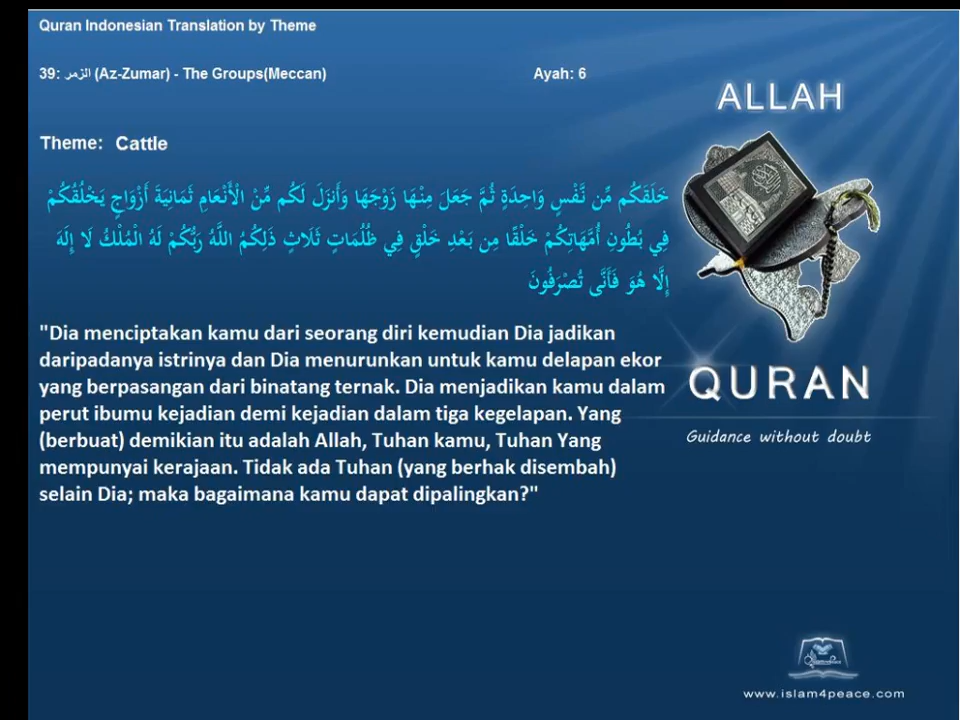 Quran Indonesian Translation by Theme
39: الزمر (Az-Zumar) - The Groups(Meccan)
Ayah: 6
Theme: Cattle
خَلَقَكُم مِّن نَّفْسٍ وَاحِدَةٍ ثُمَّ جَعَلَ مِنْهَا زَوْجَهَا وَأَنزَلَ لَكُم مِّنْ الْأَنْعَامِ ثَمَانِيَةَ أَزْوَاجٍ يَخْلُقُكُمْ
فِي بُطُونِ أُمَّهَاتِكُمْ خَلْقًا مِن بَعْدِ خَلْقٍ فِي ظُلُمَاتٍ ثَلَاثٍ ذَلِكُمُ اللَّهُ رَبُّكُمْ لَهُ الْمُلْكُ لَا إِلَهَ
إِلَّا هُوَ فَأَنَّى تُصْرَفُونَ
"Dia menciptakan kamu dari seorang diri kemudian Dia jadikan
daripadanya istrinya dan Dia menurunkan untuk kamu delapan ekor
yang berpasangan dari binatang ternak. Dia menjadikan kamu dalam
perut ibumu kejadian demi kejadian dalam tiga kegelapan. Yang
(berbuat) demikian itu adalah Allah, Tuhan kamu, Tuhan Yang
mempunyai kerajaan. Tidak ada Tuhan (yang berhak disembah)
selain Dia; maka bagaimana kamu dapat dipalingkan?"
ALLAH
QURAN
Guidance without doubt
www.islam4peace.com